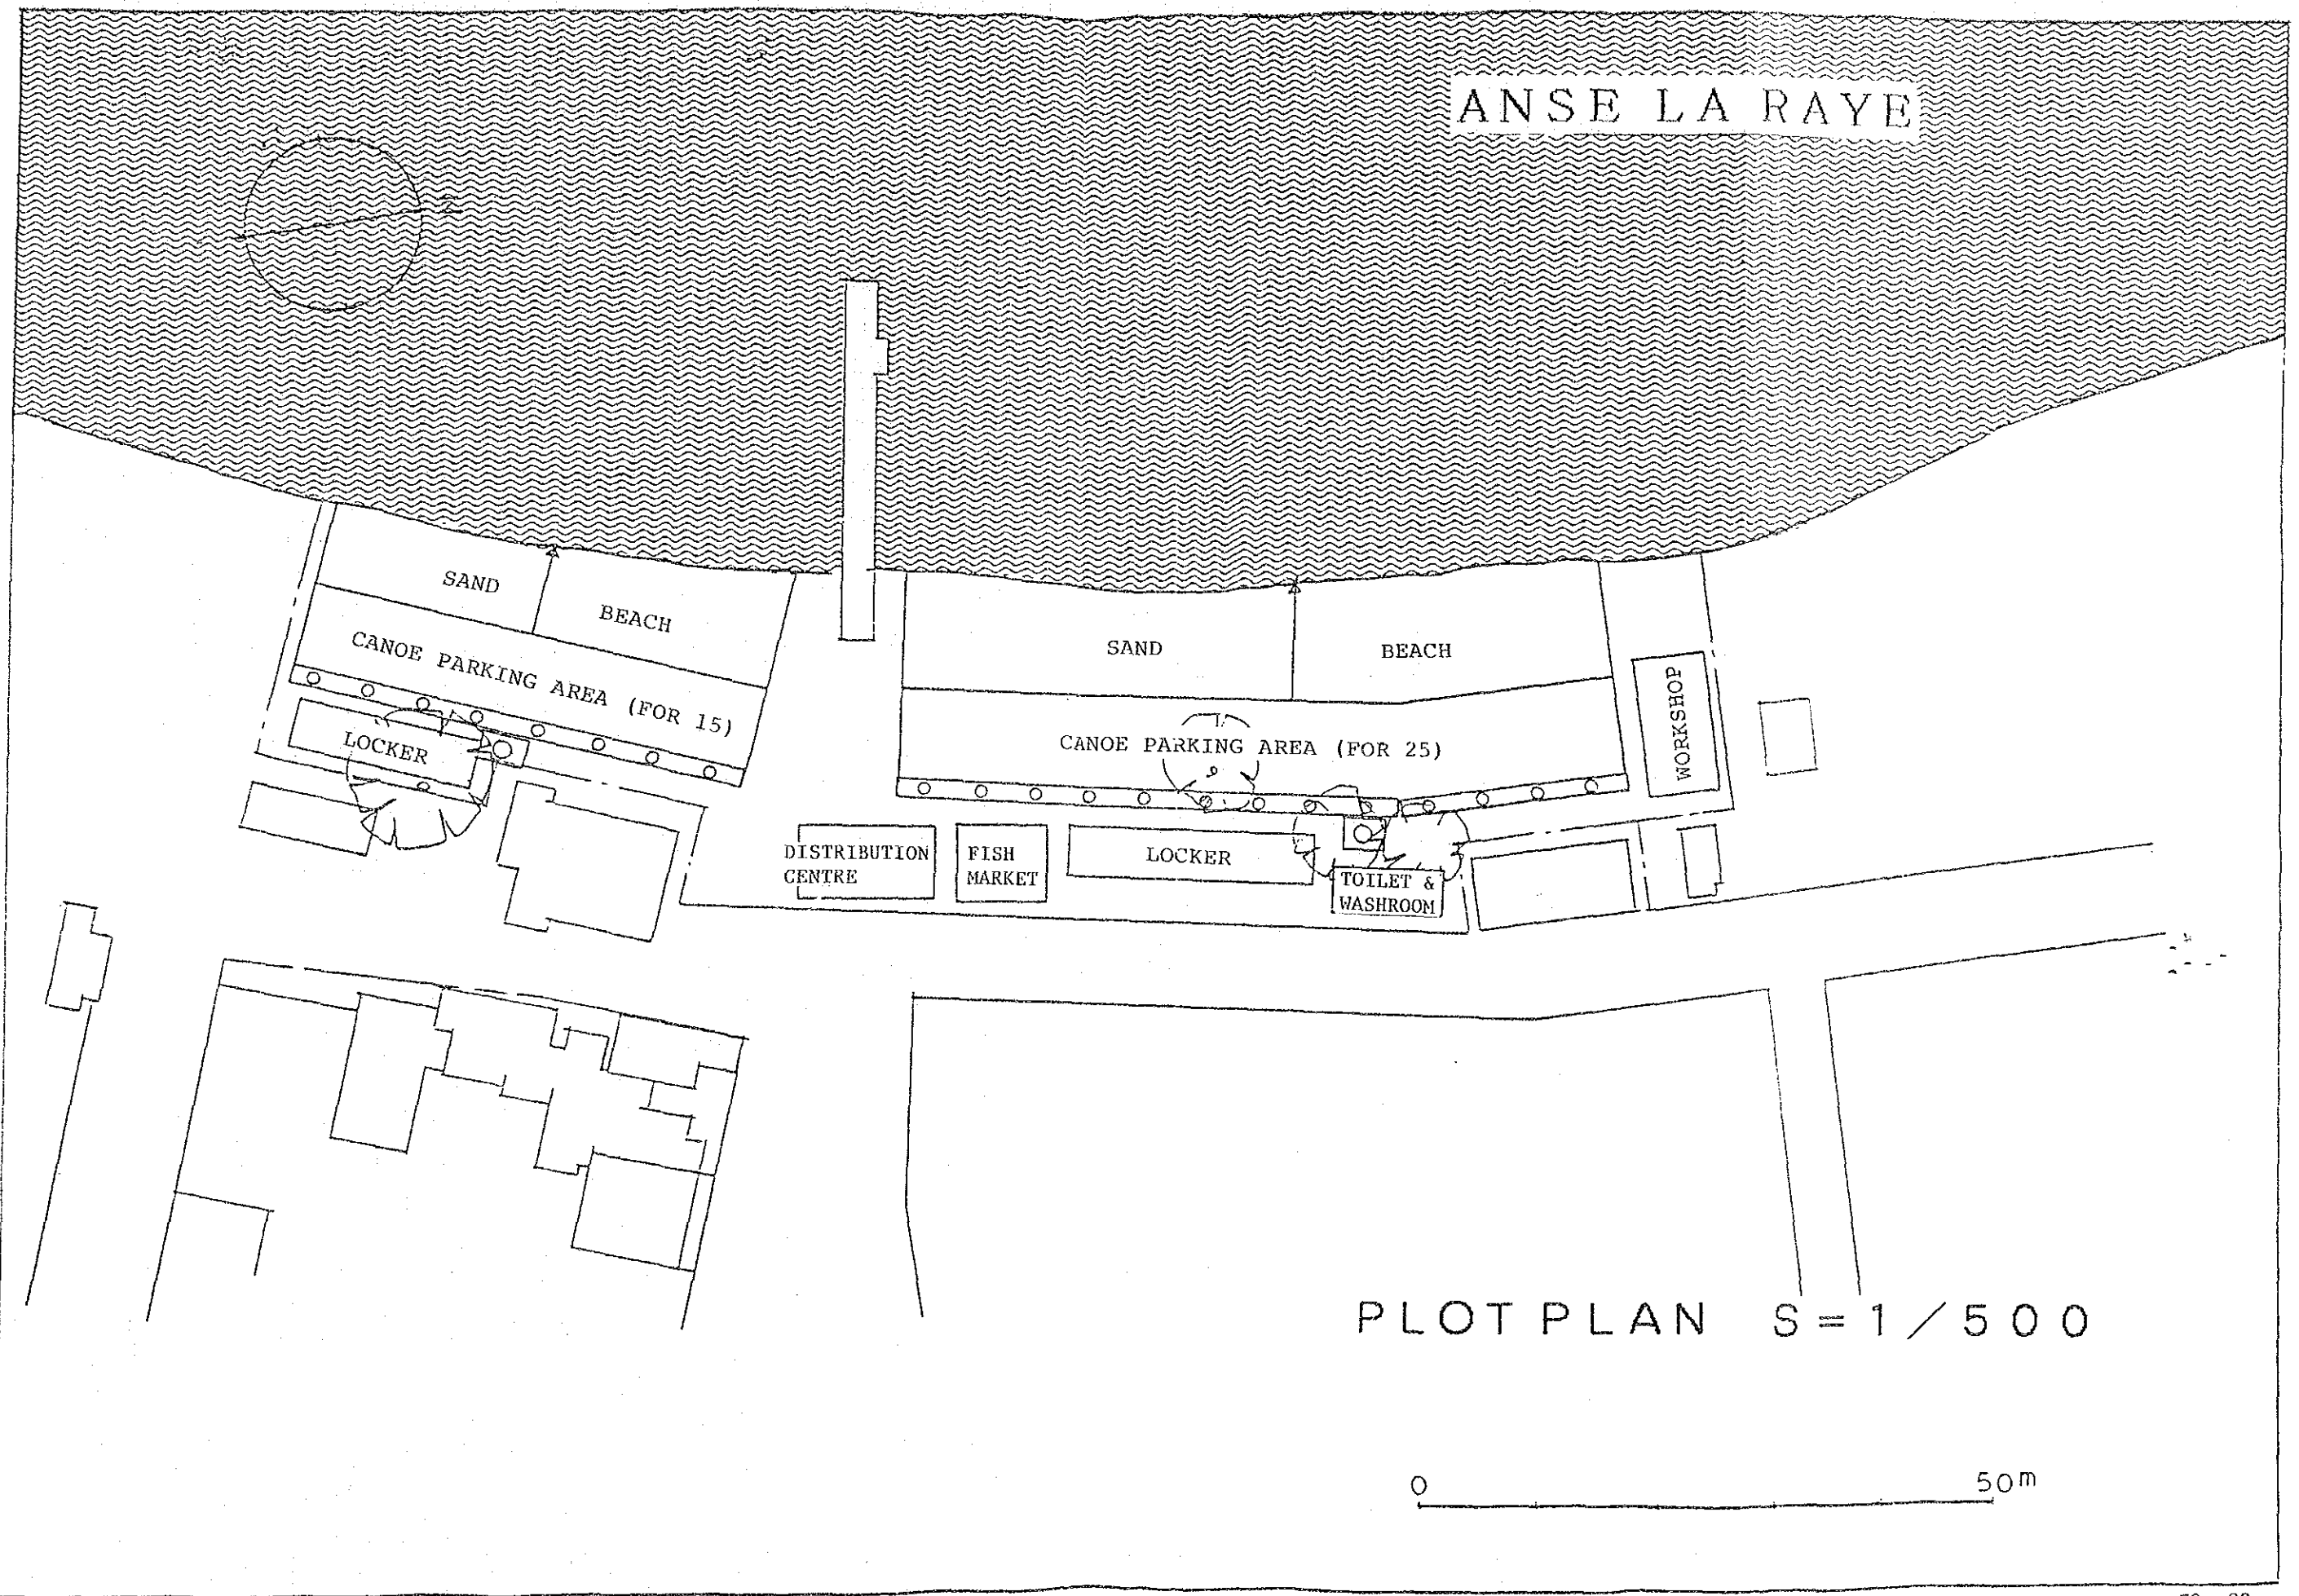 ANSE LA RAYE
N
SAND
BEACH
CANOE PARKING AREA (FOR 15)
LOCKER
SAND
BEACH
CANOE PARKING AREA (FOR 25)
WORKSHOP
DISTRIBUTION
CENTRE
FISH
MARKET
LOCKER
TOILET &
WASHROOM
PLOT PLAN S=1/500
0
50m